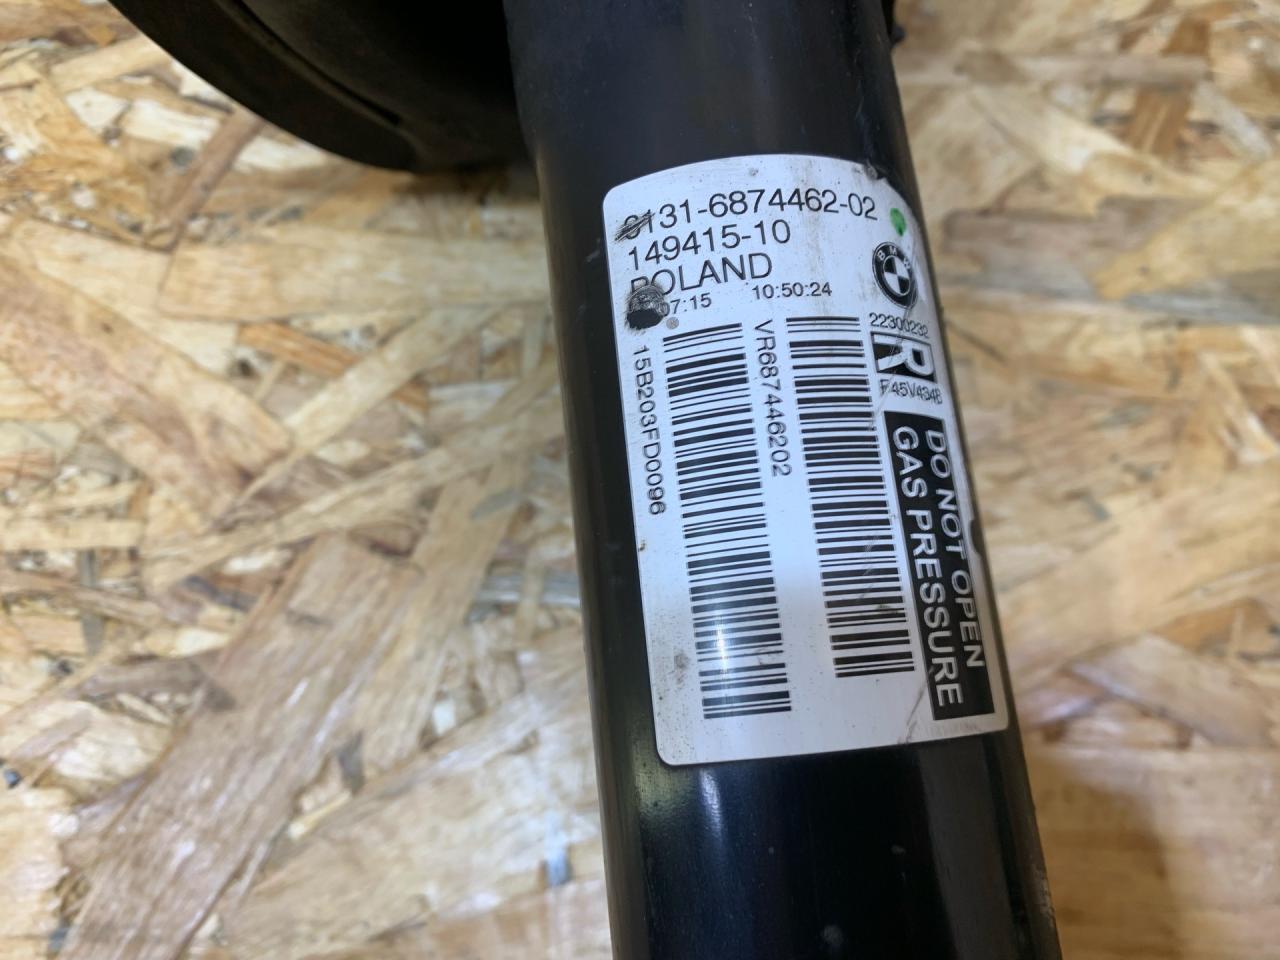 3131-6874462-02
149415-10
POLAND
07:15 10:50:24
BMW
22300232
R
15B203FD0096
VR687446202
DO NOT OPEN
GAS PRESSURE